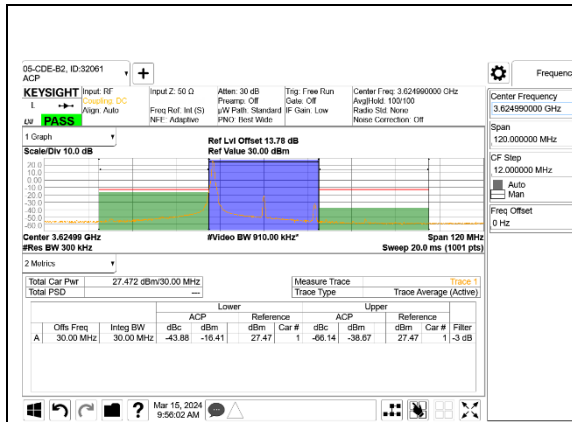 05-CDE-B2, ID:32061
ACP
Frequenc
KEYSIGHT Input: RF Input Z: 50 Ω Atten: 30 dB Trig: Free Run Center Freq: 3.624990000 GHz
L Coupling: DC Preamp: Off Gate: Off Avg|Hold: 100/100
Align: Auto Freq Ref: Int (S) µW Path: Standard IF Gain: Low Radio Std: None
PASS NFE: Adaptive PNO: Best Wide Noise Correction: Off
Center Frequency
3.624990000 GHz
Span
120.000000 MHz
CF Step
12.000000 MHz
Auto
Man
Freq Offset
0 Hz
1 Graph
Ref Lvl Offset 13.78 dB
Scale/Div 10.0 dB Ref Value 30.00 dBm
20.0
10.0
0.00
-10.0
-20.0
-30.0
-40.0
-50.0
-60.0
Center 3.62499 GHz #Video BW 910.00 kHz* Span 120 MHz
#Res BW 300 kHz Sweep 20.0 ms (1001 pts)
2 Metrics
Total Car Pwr 27.472 dBm/30.00 MHz Measure Trace Trace 1
Total PSD --- Trace Type Trace Average (Active)
Lower Upper
ACP Reference ACP Reference
Offs Freq Integ BW dBc dBm dBm Car # dBc dBm dBm Car # Filter
A 30.00 MHz 30.00 MHz -43.88 -16.41 27.47 1 -66.14 -38.67 27.47 1 -3 dB
Mar 15, 2024
9:56:02 AM